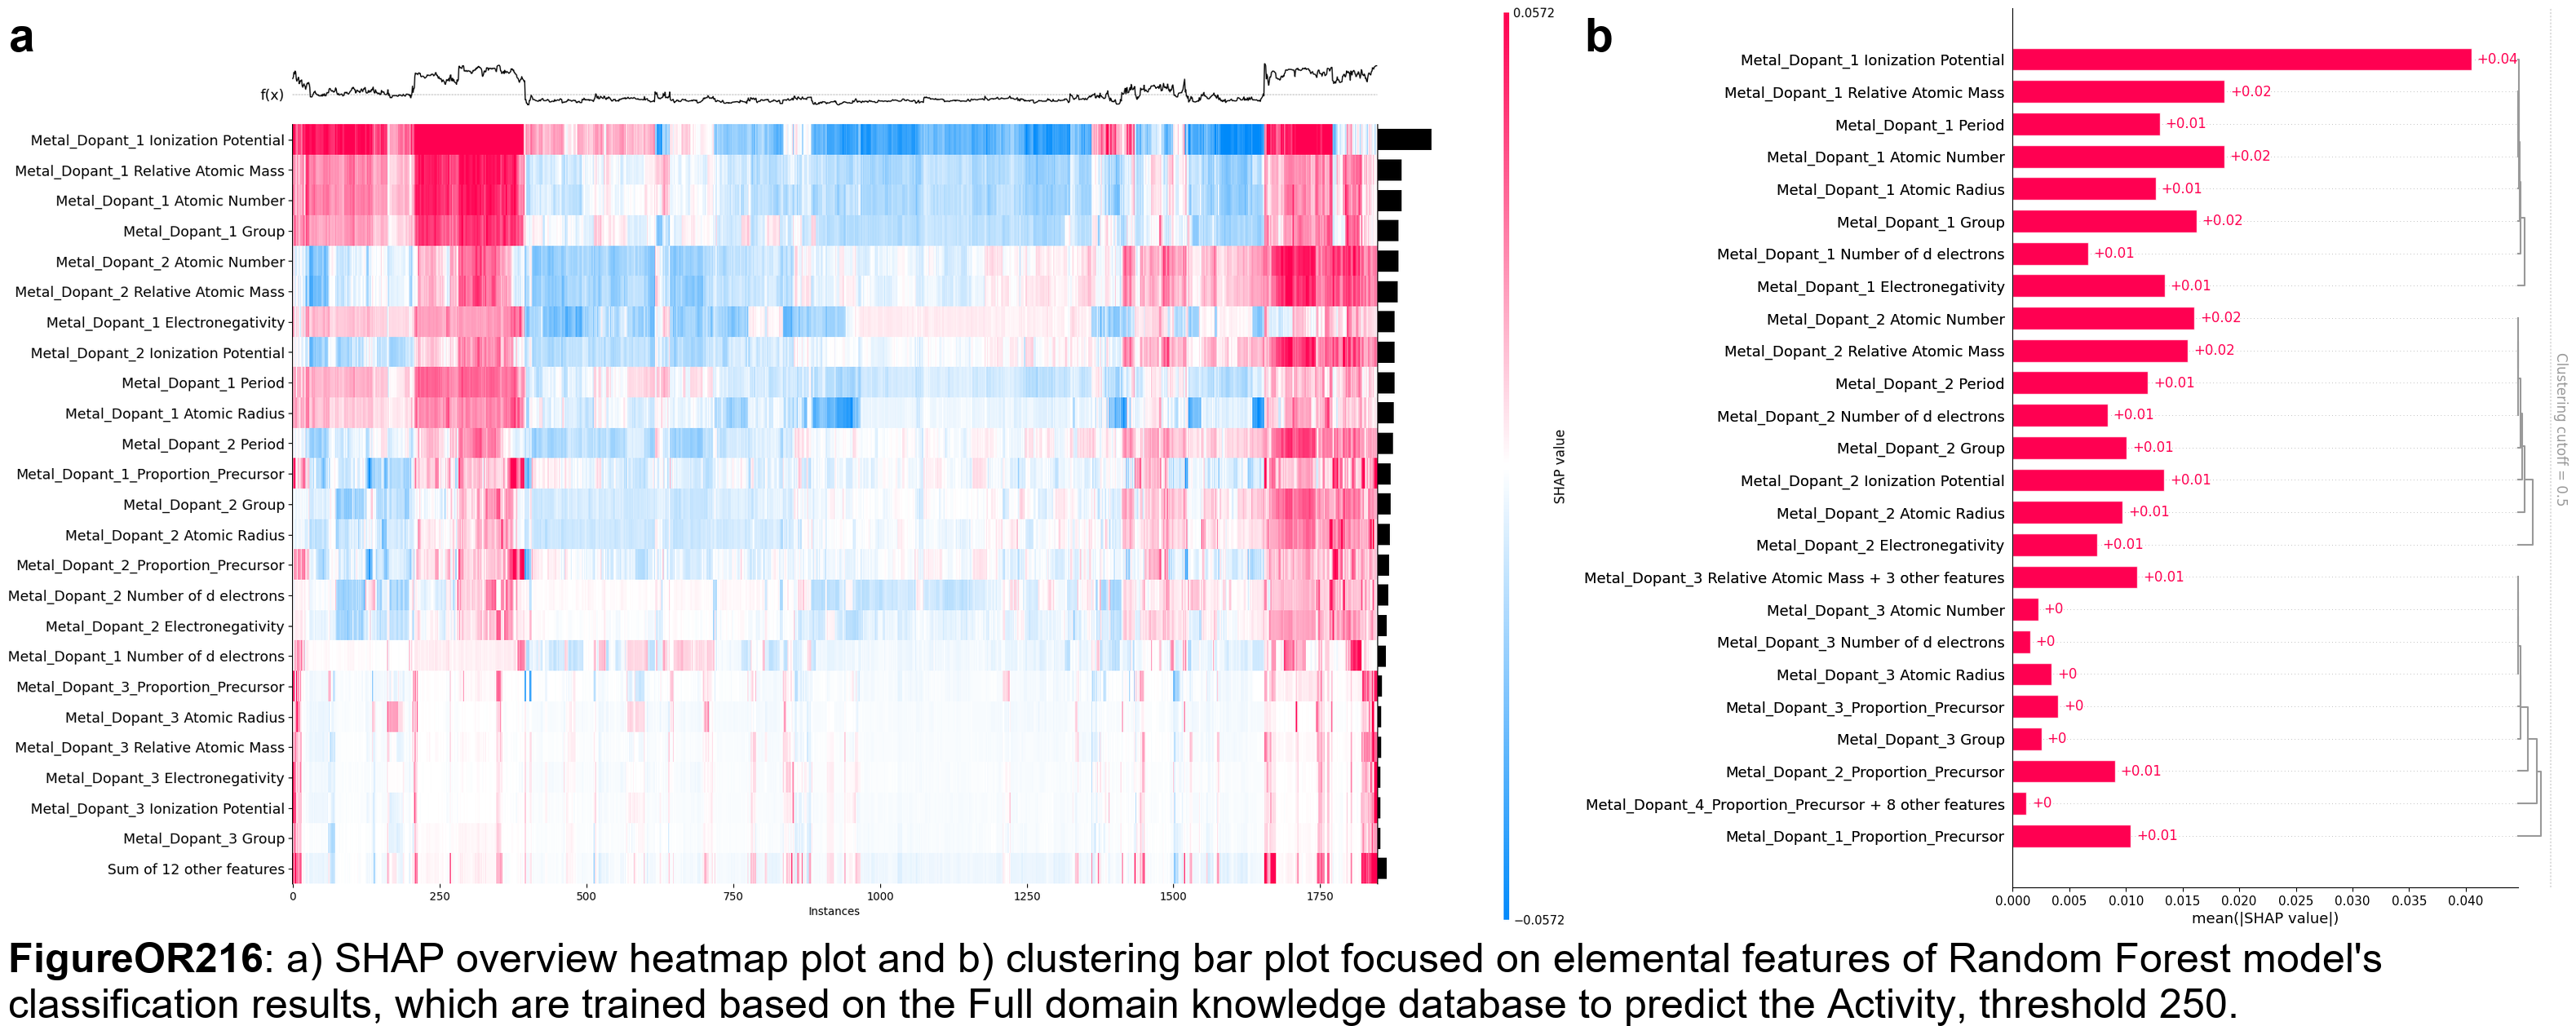 a
f(x)
Metal_Dopant_1 Ionization Potential
Metal_Dopant_1 Relative Atomic Mass
Metal_Dopant_1 Atomic Number
Metal_Dopant_1 Group
Metal_Dopant_2 Atomic Number
Metal_Dopant_2 Relative Atomic Mass
Metal_Dopant_1 Electronegativity
Metal_Dopant_2 Ionization Potential
Metal_Dopant_1 Period
Metal_Dopant_1 Atomic Radius
Metal_Dopant_2 Period
Metal_Dopant_1_Proportion_Precursor
Metal_Dopant_2 Group
Metal_Dopant_2 Atomic Radius
Metal_Dopant_2_Proportion_Precursor
Metal_Dopant_2 Number of d electrons
Metal_Dopant_2 Electronegativity
Metal_Dopant_1 Number of d electrons
Metal_Dopant_3_Proportion_Precursor
Metal_Dopant_3 Atomic Radius
Metal_Dopant_3 Relative Atomic Mass
Metal_Dopant_3 Electronegativity
Metal_Dopant_3 Ionization Potential
Metal_Dopant_3 Group
Sum of 12 other features
0 250 500 750 1000 1250 1500 1750
Instances
0.0572
SHAP value
−0.0572
b
Metal_Dopant_1 Ionization Potential +0.04
Metal_Dopant_1 Relative Atomic Mass +0.02
Metal_Dopant_1 Period +0.01
Metal_Dopant_1 Atomic Number +0.02
Metal_Dopant_1 Atomic Radius +0.01
Metal_Dopant_1 Group +0.02
Metal_Dopant_1 Number of d electrons +0.01
Metal_Dopant_1 Electronegativity +0.01
Metal_Dopant_2 Atomic Number +0.02
Metal_Dopant_2 Relative Atomic Mass +0.02
Metal_Dopant_2 Period +0.01
Metal_Dopant_2 Number of d electrons +0.01
Metal_Dopant_2 Group +0.01
Metal_Dopant_2 Ionization Potential +0.01
Metal_Dopant_2 Atomic Radius +0.01
Metal_Dopant_2 Electronegativity +0.01
Metal_Dopant_3 Relative Atomic Mass + 3 other features +0.01
Metal_Dopant_3 Atomic Number +0
Metal_Dopant_3 Number of d electrons +0
Metal_Dopant_3 Atomic Radius +0
Metal_Dopant_3_Proportion_Precursor +0
Metal_Dopant_3 Group +0
Metal_Dopant_2_Proportion_Precursor +0.01
Metal_Dopant_4_Proportion_Precursor + 8 other features +0
Metal_Dopant_1_Proportion_Precursor +0.01
0.000 0.005 0.010 0.015 0.020 0.025 0.030 0.035 0.040
mean(|SHAP value|)
Clustering cutoff = 0.5
FigureOR216: a) SHAP overview heatmap plot and b) clustering bar plot focused on elemental features of Random Forest model's
classification results, which are trained based on the Full domain knowledge database to predict the Activity, threshold 250.